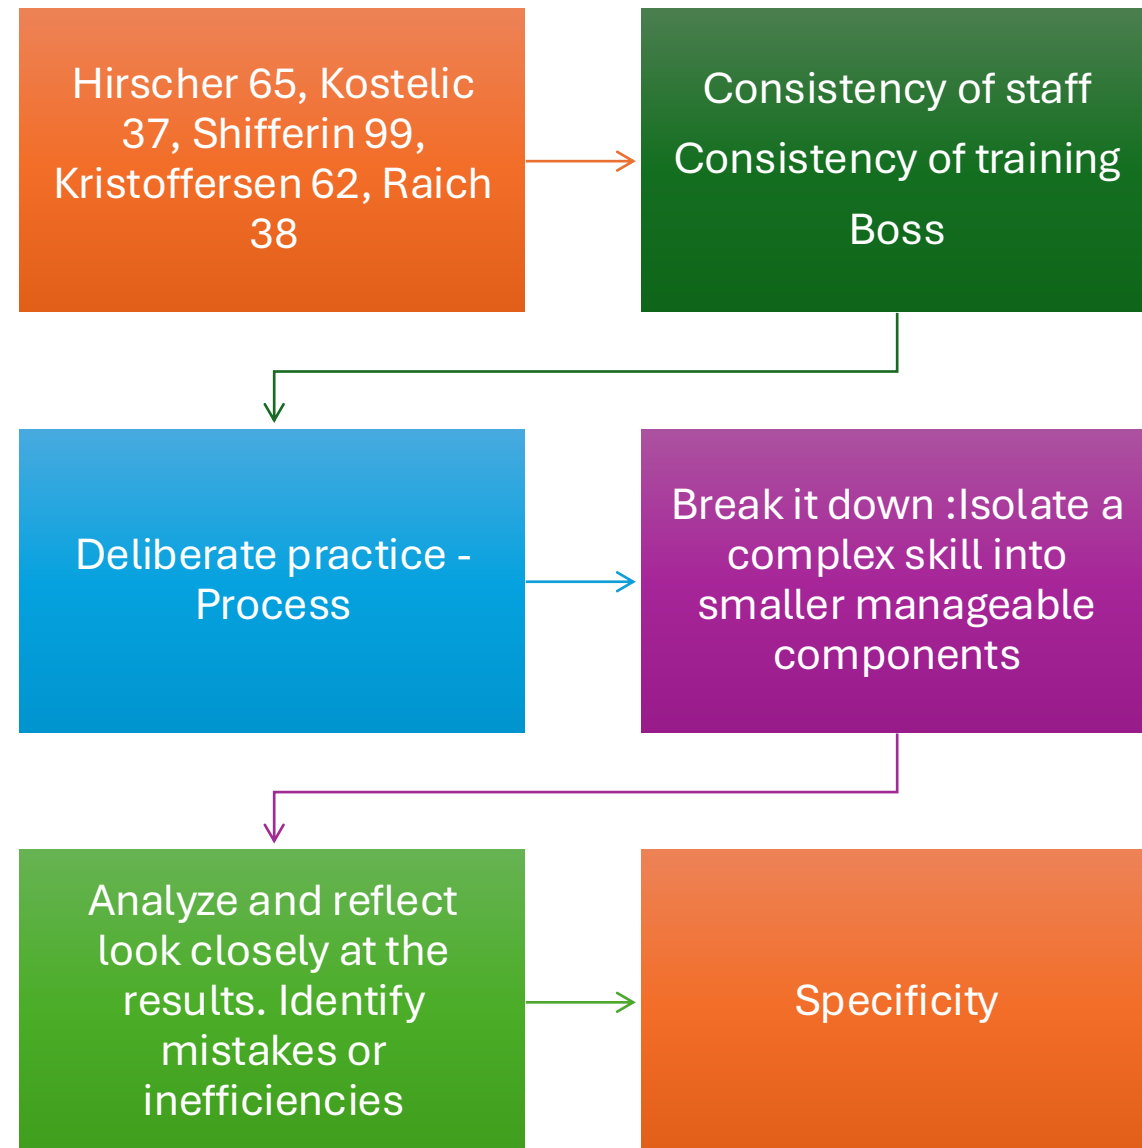 Hirscher 65, Kostelic
37, Shifferin 99,
Kristoffersen 62, Raich
38
Consistency of staff
Consistency of training
Boss
Deliberate practice -
Process
Break it down :Isolate a
complex skill into
smaller manageable
components
Analyze and reflect
look closely at the
results. Identify
mistakes or
inefficiencies
Specificity